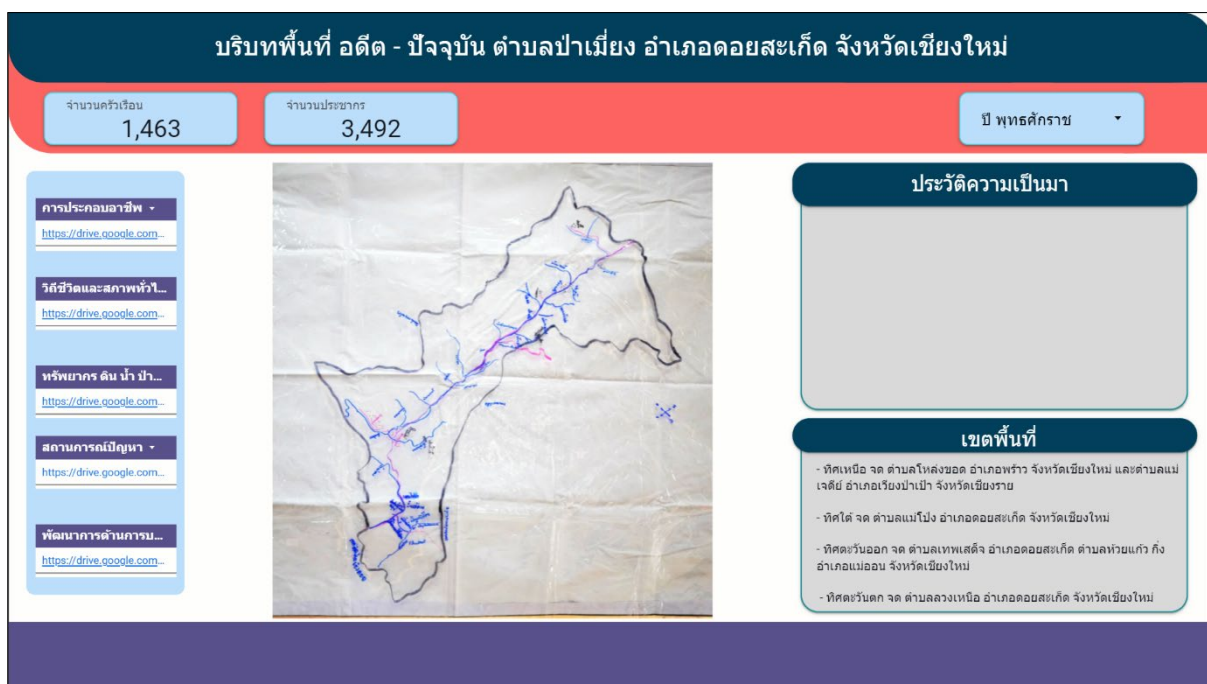 บริบทพื้นที่ อดีต - ปัจจุบัน ตำบลป่าเมี่ยง อำเภอดอยสะเก็ด จังหวัดเชียงใหม่
จำนวนครัวเรือน
1,463
จำนวนประชากร
3,492
ปี พุทธศักราช
การประกอบอาชีพ
https://drive.google.com...
วิถีชีวิตและสภาพทั่วไ...
https://drive.google.com...
ทรัพยากร ดิน น้ำ ป่า...
https://drive.google.com...
สถานการณ์ปัญหา
https://drive.google.com...
พัฒนาการด้านการบ...
https://drive.google.com...
ประวัติความเป็นมา
เขตพื้นที่
- ทิศเหนือ จด ตำบลโหล่งขอด อำเภอพร้าว จังหวัดเชียงใหม่ และตำบลแม่
เจดีย์ อำเภอเวียงป่าเป้า จังหวัดเชียงราย
- ทิศใต้ จด ตำบลแม่โป่ง อำเภอดอยสะเก็ด จังหวัดเชียงใหม่
- ทิศตะวันออก จด ตำบลเทพเสด็จ อำเภอดอยสะเก็ด ตำบลห้วยแก้ว กิ่ง
อำเภอแม่ออน จังหวัดเชียงใหม่
- ทิศตะวันตก จด ตำบลลวงเหนือ อำเภอดอยสะเก็ด จังหวัดเชียงใหม่